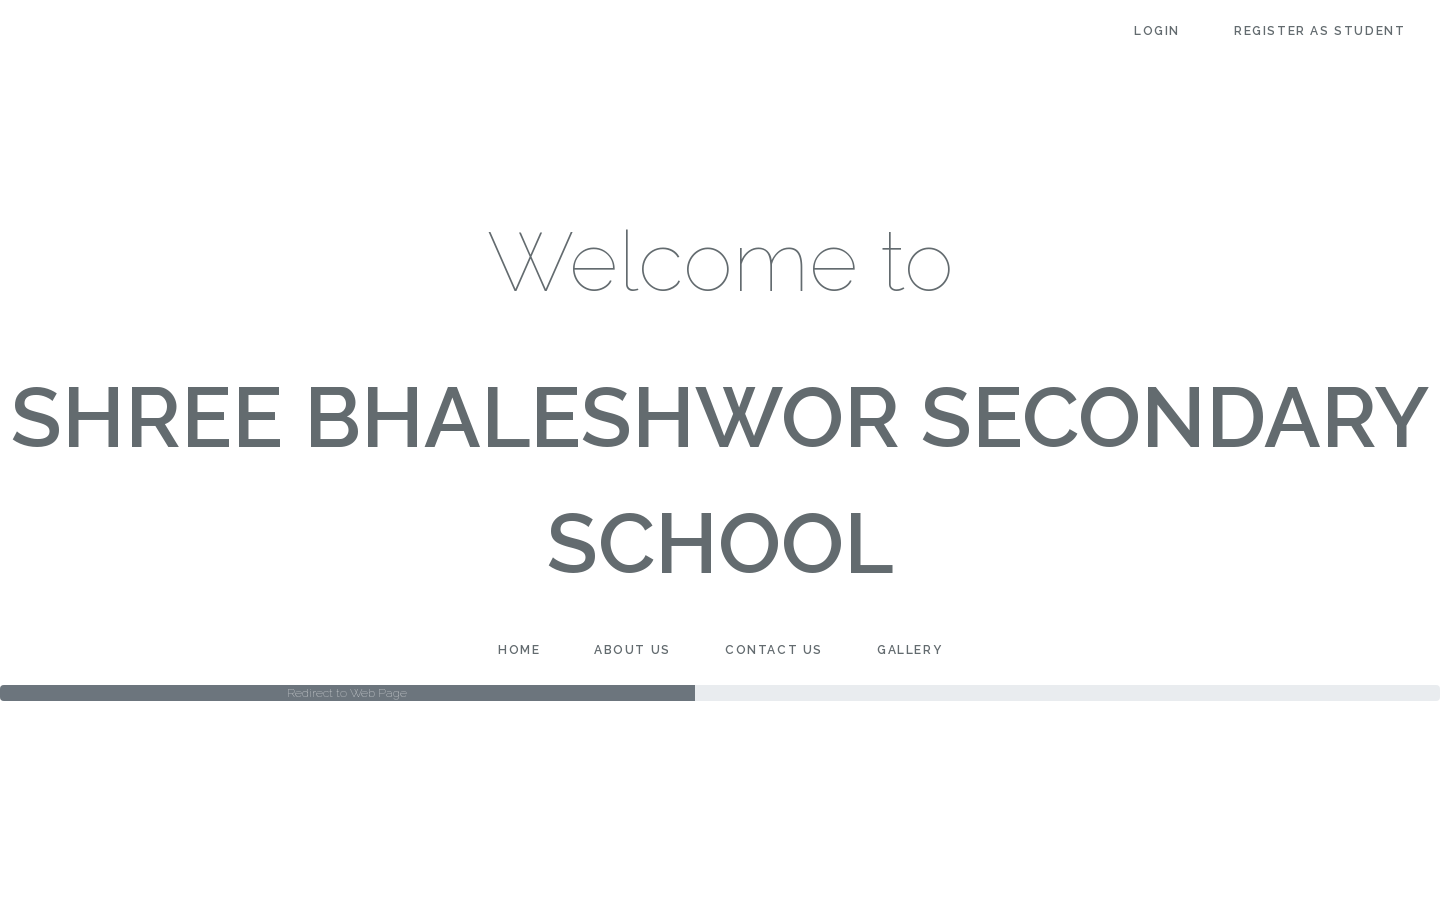 LOGIN REGISTER AS STUDENT
Welcome to
SHREE BHALESHWOR SECONDARY
SCHOOL
HOME ABOUT US CONTACT US GALLERY
Redirect to Web Page